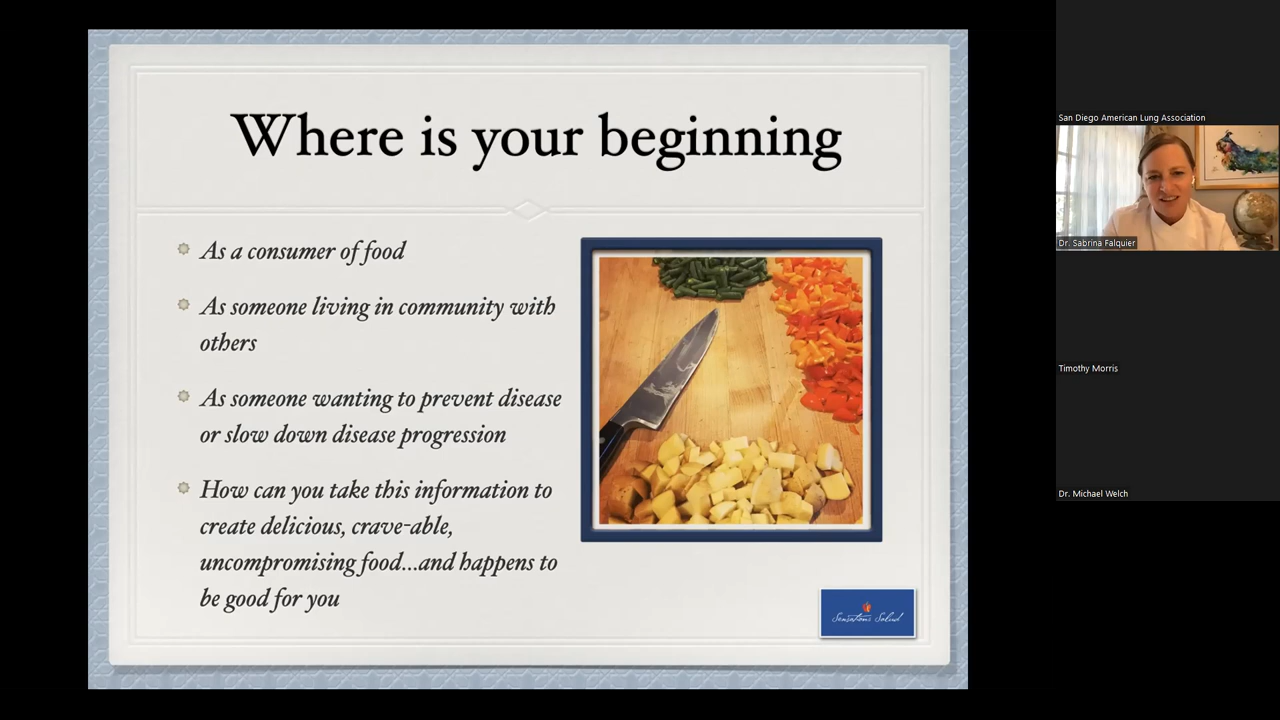 Where is your beginning
As a consumer of food
As someone living in community with
others
As someone wanting to prevent disease
or slow down disease progression
How can you take this information to
create delicious, crave-able,
uncompromising food...and happens to
be good for you
Sensations Salud
San Diego American Lung Association
Dr. Sabrina Falquier
Timothy Morris
Dr. Michael Welch